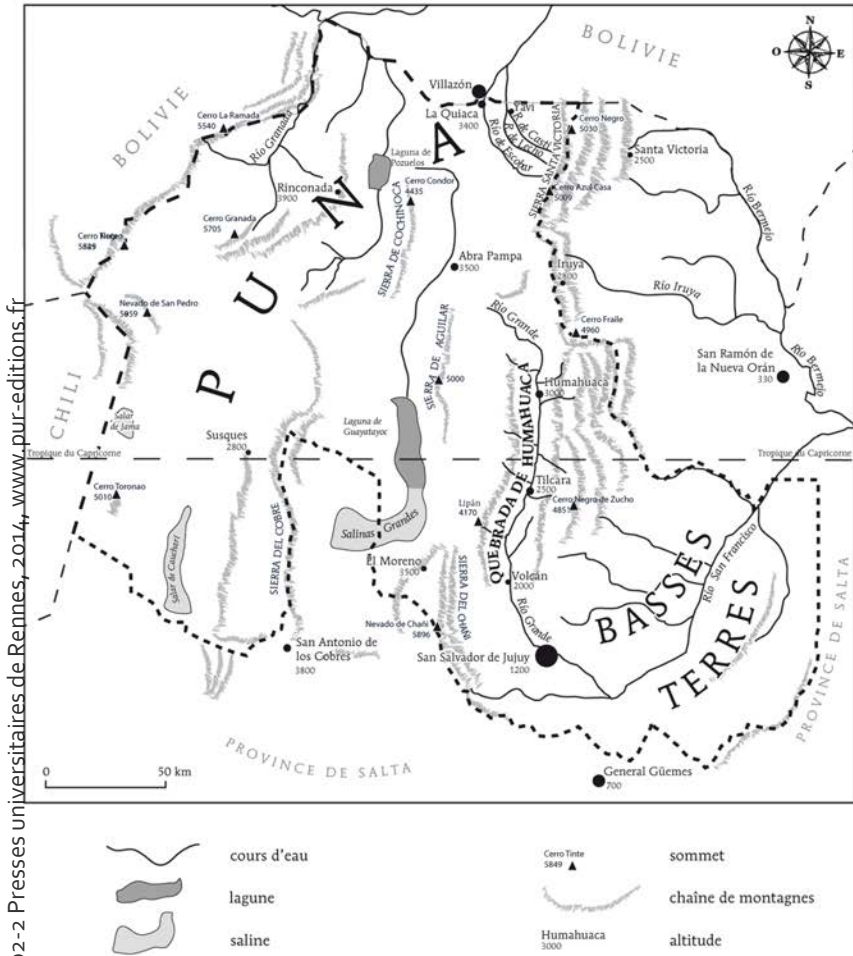 N
O
E
S
BOLIVIE
BOLIVIE
Villazón
La Quiaca
3400
Yavi
R. de Casti
R. de Lecho
Río de Escobar
Cerro Negro
5030
SIERRA SANTA VICTORIA
Santa Victoria
2500
Cerro La Ramada
5540
Río Granada
Laguna de
Pozuelos
Rinconada
3900
Cerro Condor
4435
Cerro Azul Casa
5009
Río Bermejo
PUNA
Cerro Granada
5705
SIERRA DE COCHINOCA
Abra Pampa
3500
Iruya
2800
Río Iruya
Nevado de San Pedro
Río Grande
Cerro Fraile
4960
SIERRA DE AGUILAR
5000
San Ramón de
la Nueva Orán
330
Río Bermejo
CHILI
Salar
de Jama
Humahuaca
3000
QUEBRADA DE HUMAHUACA
Laguna de
Guayatayoc
Susques
2800
Tropique du Capricorne
Tropique du Capricorne
Cerro Toronao
5010
Tilcara
2500
Lipán
4170
Cerro Negro de Zucho
Salinas Grandes
SIERRA DEL COBRE
Salar de Cauchari
El Moreno
3500
Volcán
2000
Río San Francisco
BASSES
TERRES
SIERRA DEL CHAÑI
Nevado de Chañi
5896
Río Grande
San Salvador de Jujuy
1200
San Antonio de
los Cobres
3800
PROVINCE DE SALTA
PROVINCE DE SALTA
General Güemes
700
0
50 km
cours d'eau
lagune
saline
Cerro Tinte
5849
sommet
chaîne de montagnes
Humahuaca
3000
altitude
02-2 Presses universitaires de Rennes, 2014, www.pur-editions.fr